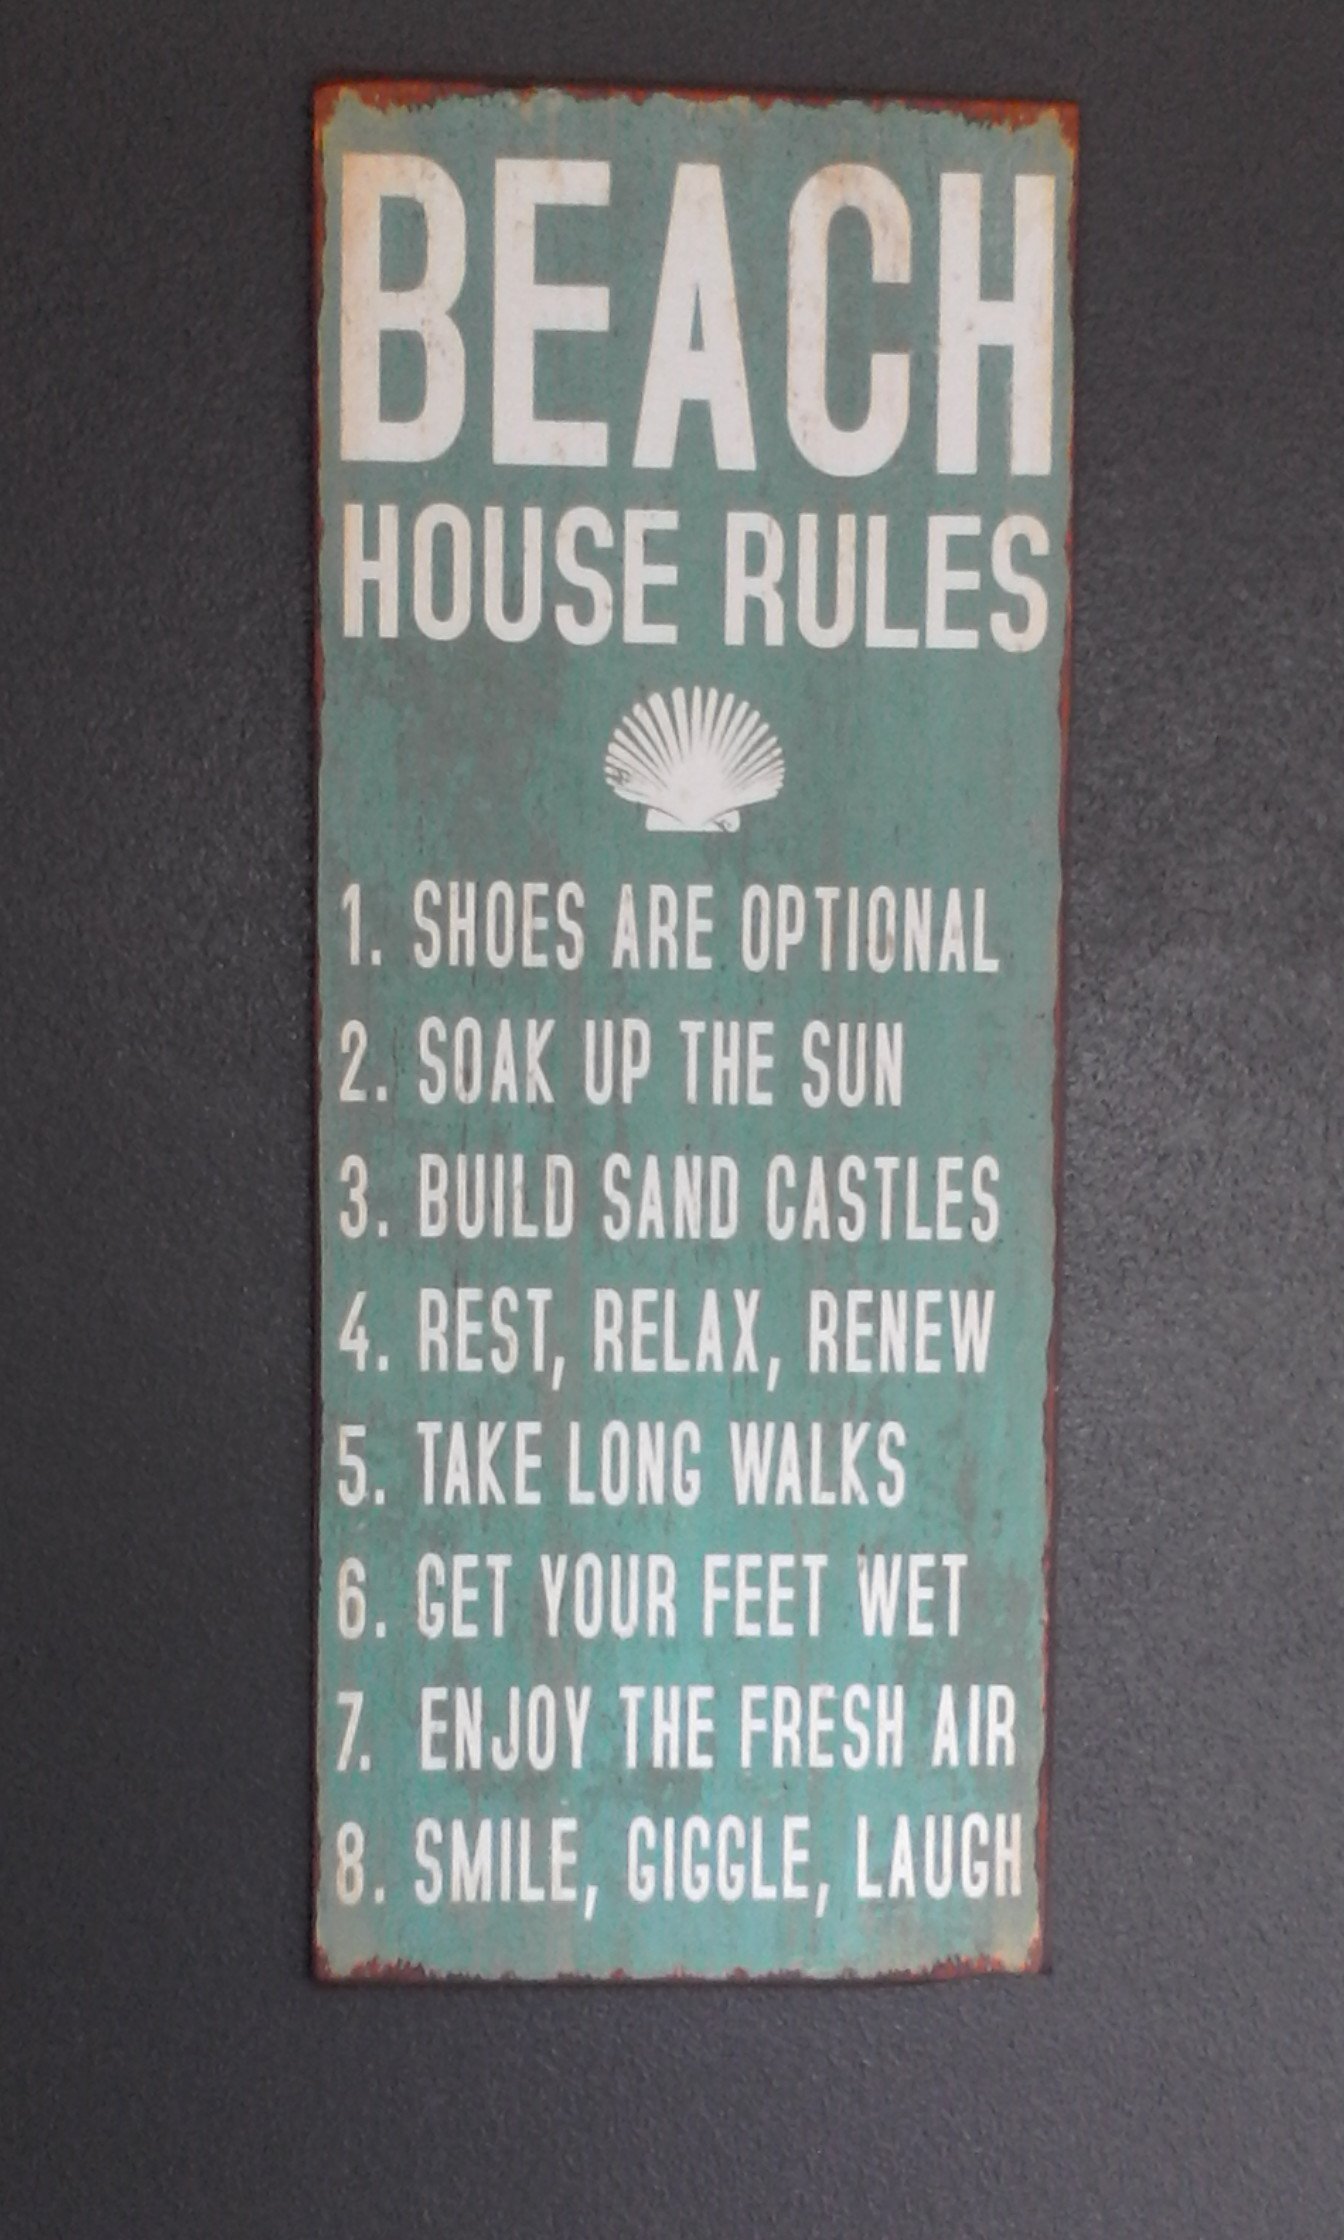 BEACH
HOUSE RULES
1. SHOES ARE OPTIONAL
2. SOAK UP THE SUN
3. BUILD SAND CASTLES
4. REST, RELAX, RENEW
5. TAKE LONG WALKS
6. GET YOUR FEET WET
7. ENJOY THE FRESH AIR
8. SMILE, GIGGLE, LAUGH